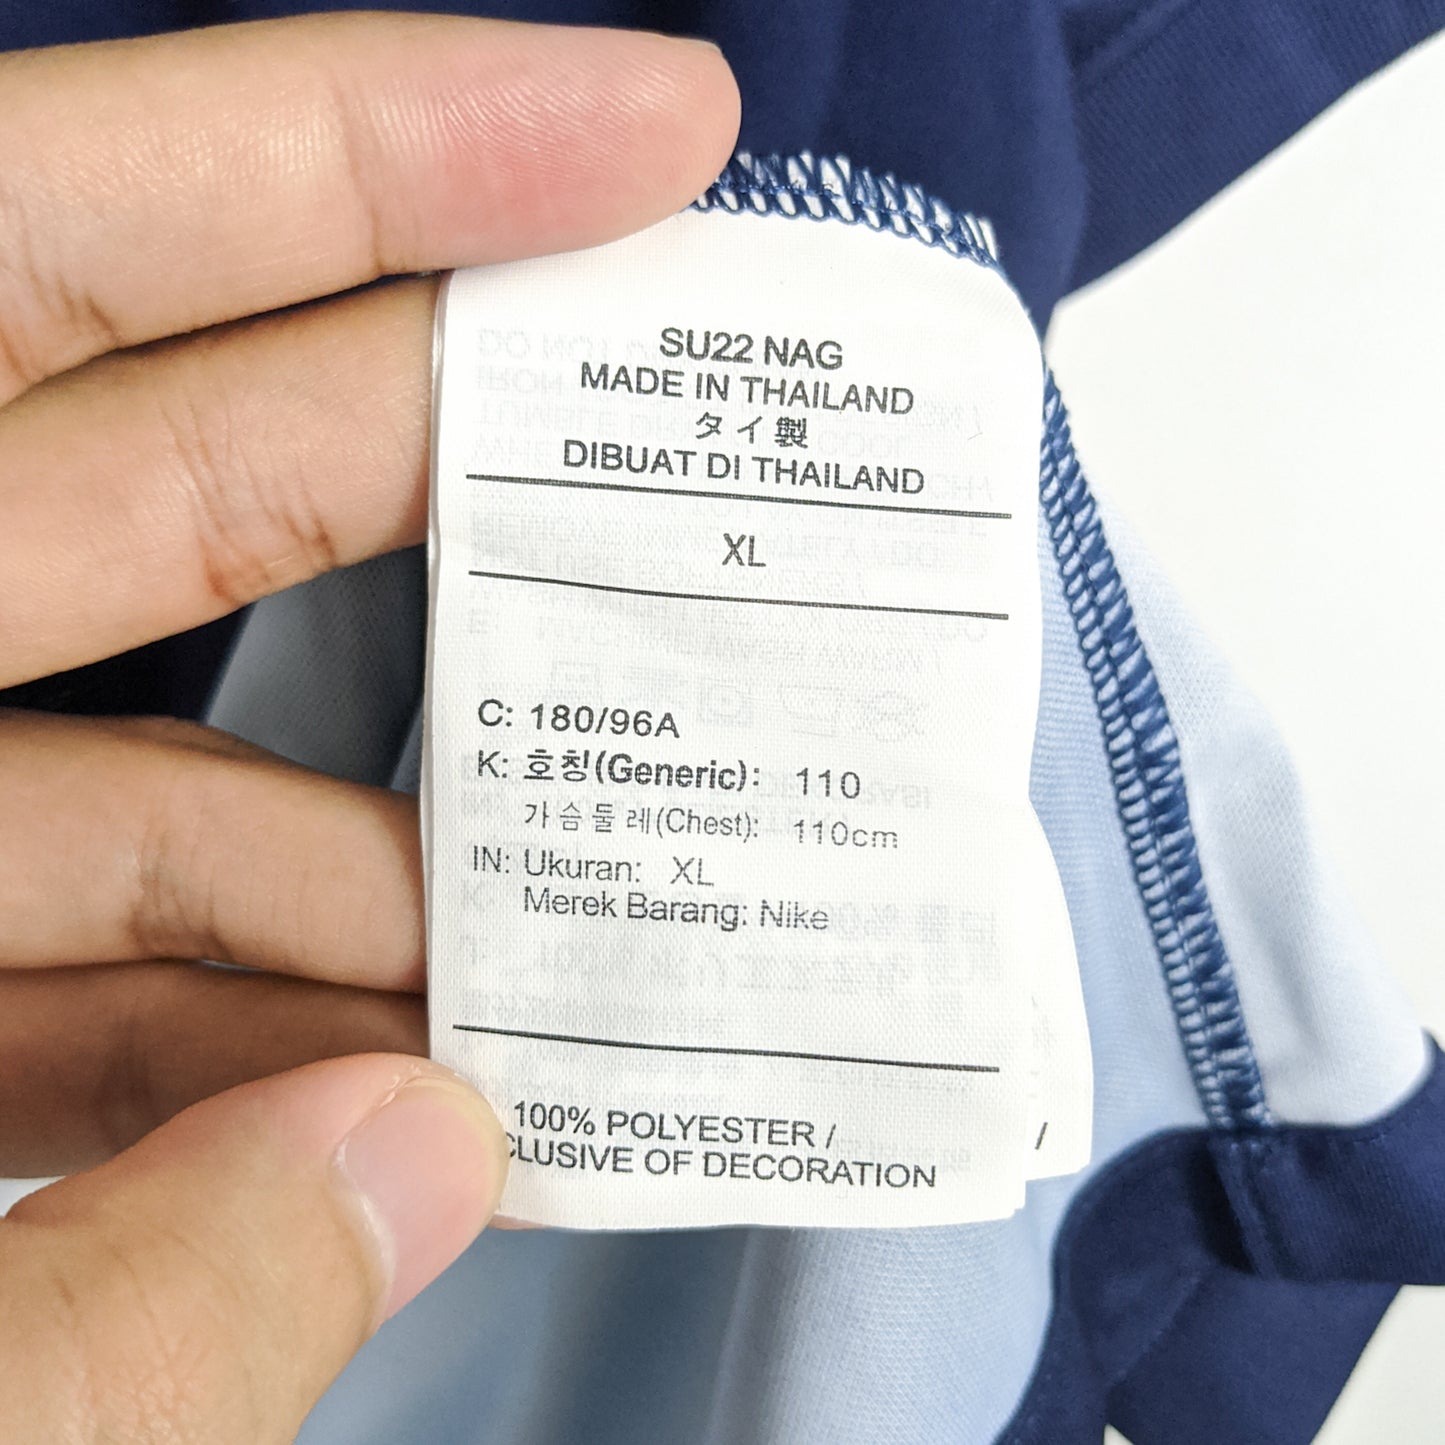 SU22 NAG
MADE IN THAILAND
タイ製
DIBUAT DI THAILAND
XL
C: 180/96A
K: 호칭(Generic): 110
가슴둘레(Chest): 110cm
IN: Ukuran: XL
Merek Barang: Nike
100% POLYESTER /
CLUSIVE OF DECORATION
/